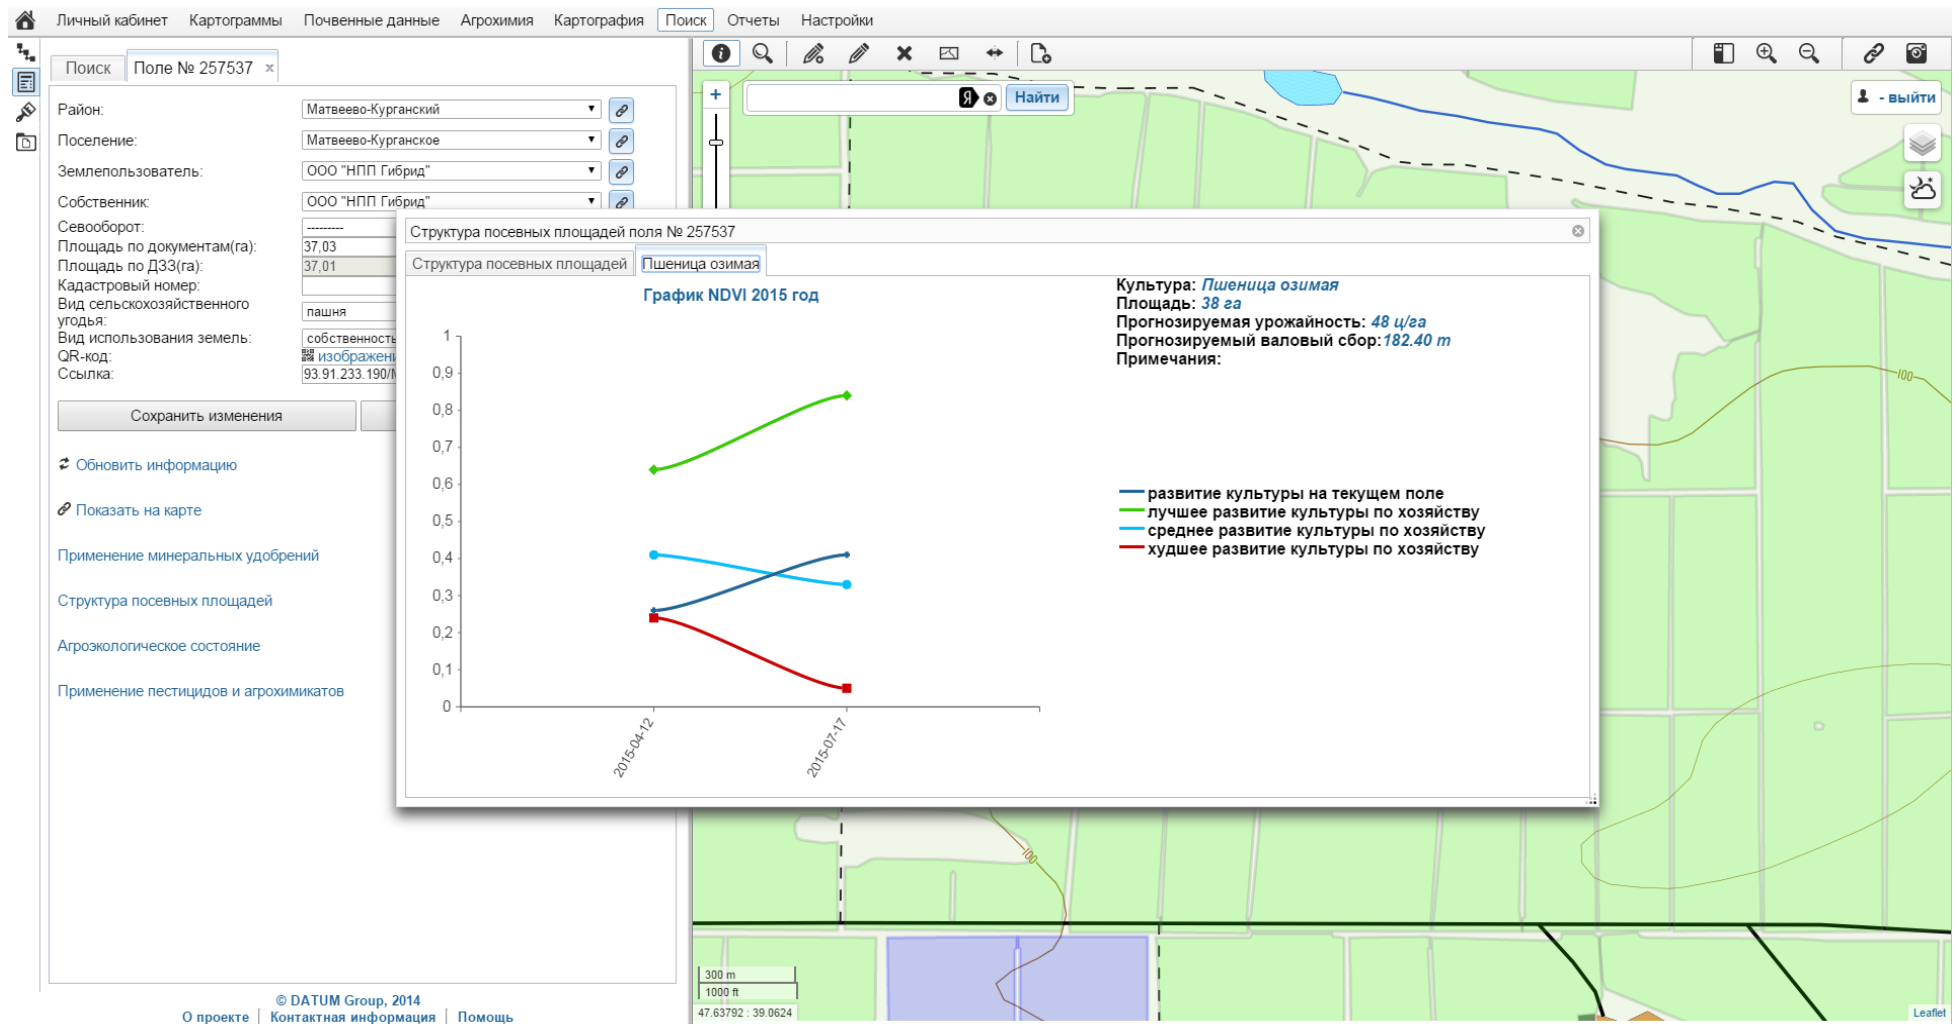 Личный кабинет Картограммы Почвенные данные Агрохимия Картография Поиск Отчеты Настройки
Поиск Поле № 257537 x
Район: Матвеево-Курганский
Поселение: Матвеево-Курганское
Землепользователь: ООО "НПП Гибрид"
Собственник: ООО "НПП Гибрид"
Севооборот: ---------
Площадь по документам(га): 37,03
Площадь по ДЗЗ(га): 37,01
Кадастровый номер:
Вид сельскохозяйственного
угодья: пашня
Вид использования земель: собственность
QR-код:
Ссылка: 93.91.233.190/
Сохранить изменения
Обновить информацию
Показать на карте
Применение минеральных удобрений
Структура посевных площадей
Агроэкологическое состояние
Применение пестицидов и агрохимикатов
© DATUM Group, 2014
О проекте Контактная информация Помощь
+
Я
Найти
- выйти
Структура посевных площадей поля № 257537
Структура посевных площадей Пшеница озимая
График NDVI 2015 год
1
0,9
0,8
0,7
0,6
0,5
0,4
0,3
0,2
0,1
0
2015-04-12
2015-07-17
Культура: Пшеница озимая
Площадь: 38 га
Прогнозируемая урожайность: 48 ц/га
Прогнозируемый валовый сбор:182.40 т
Примечания:
развитие культуры на текущем поле
лучшее развитие культуры по хозяйству
среднее развитие культуры по хозяйству
худшее развитие культуры по хозяйству
100
100
300 m
1000 ft
47.63792 : 39.0624
Leaflet